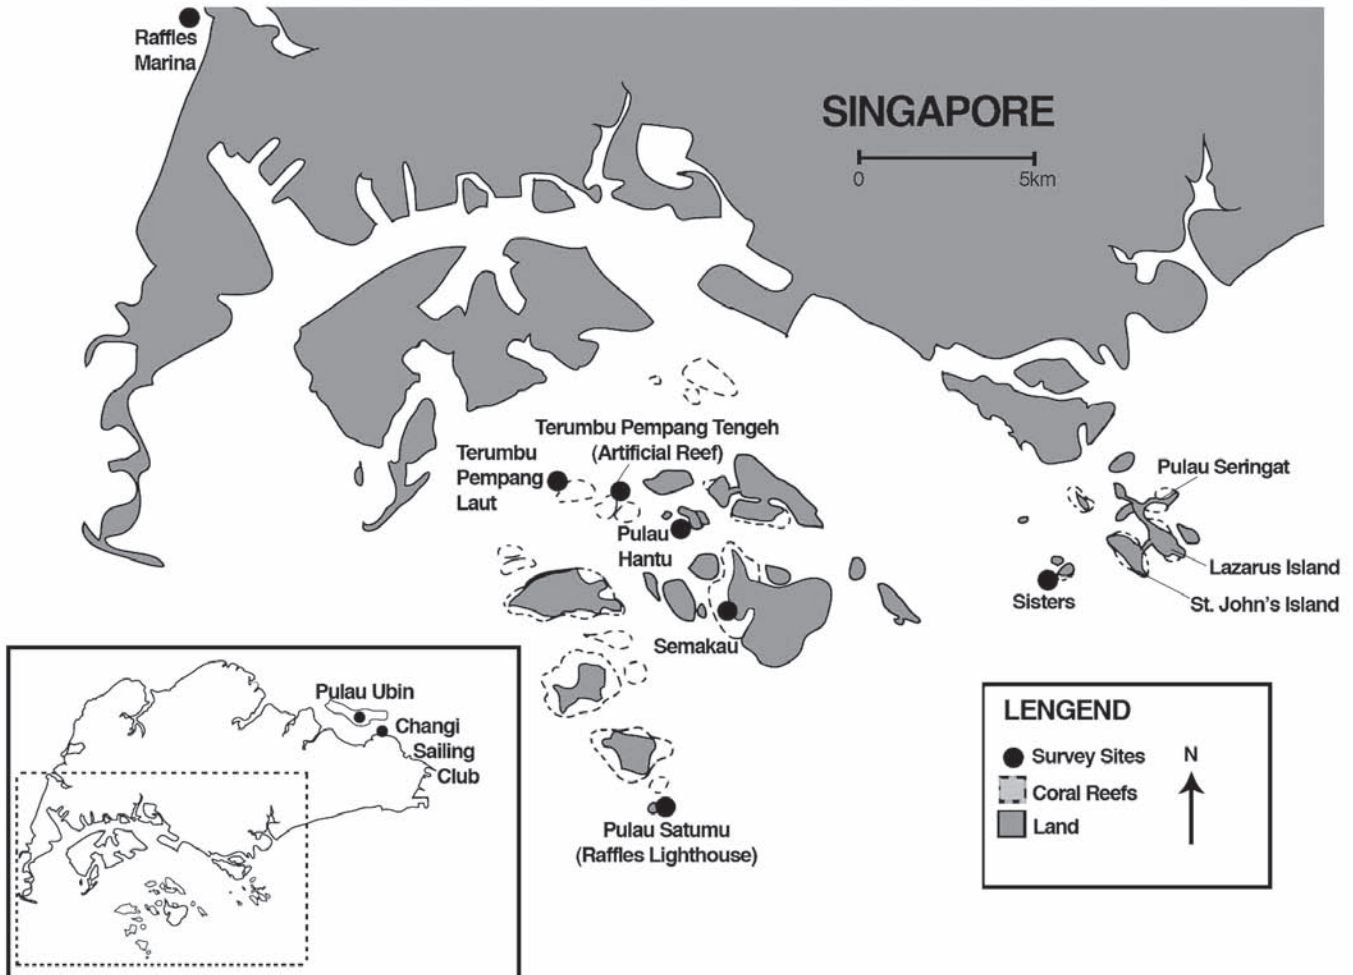 Raffles
Marina
SINGAPORE
0 5km
Terumbu Pempang Tengeh
(Artificial Reef)
Terumbu
Pempang
Laut
Pulau
Hantu
Pulau Seringat
Lazarus Island
St. John's Island
Sisters
Semakau
Pulau Satumu
(Raffles Lighthouse)
Pulau Ubin
Changi
Sailing
Club
LENGEND
Survey Sites
Coral Reefs
Land
N